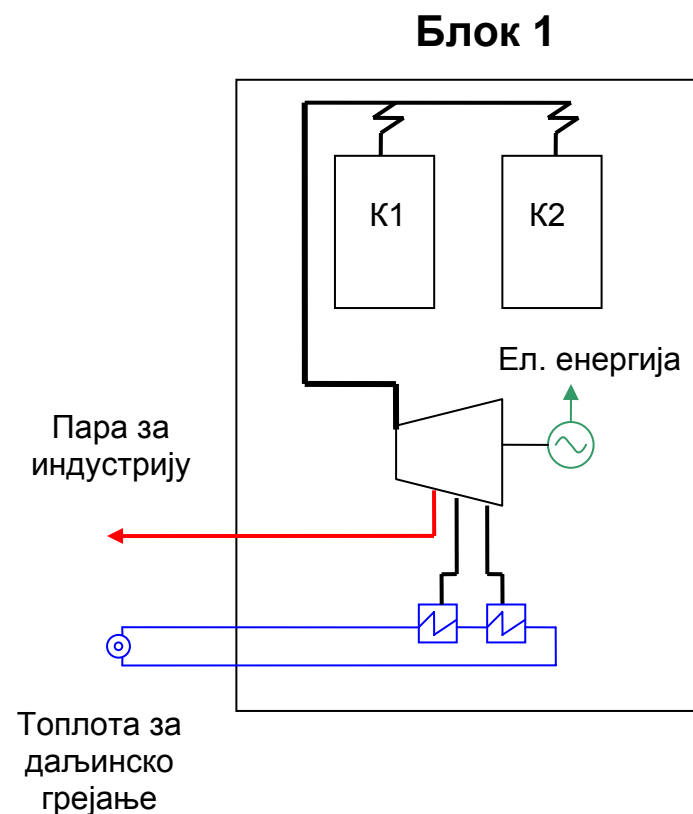 Блок 1
К1
К2
Ел. енергија
Пара за
индустрију
Топлота за
даљинско
грејање